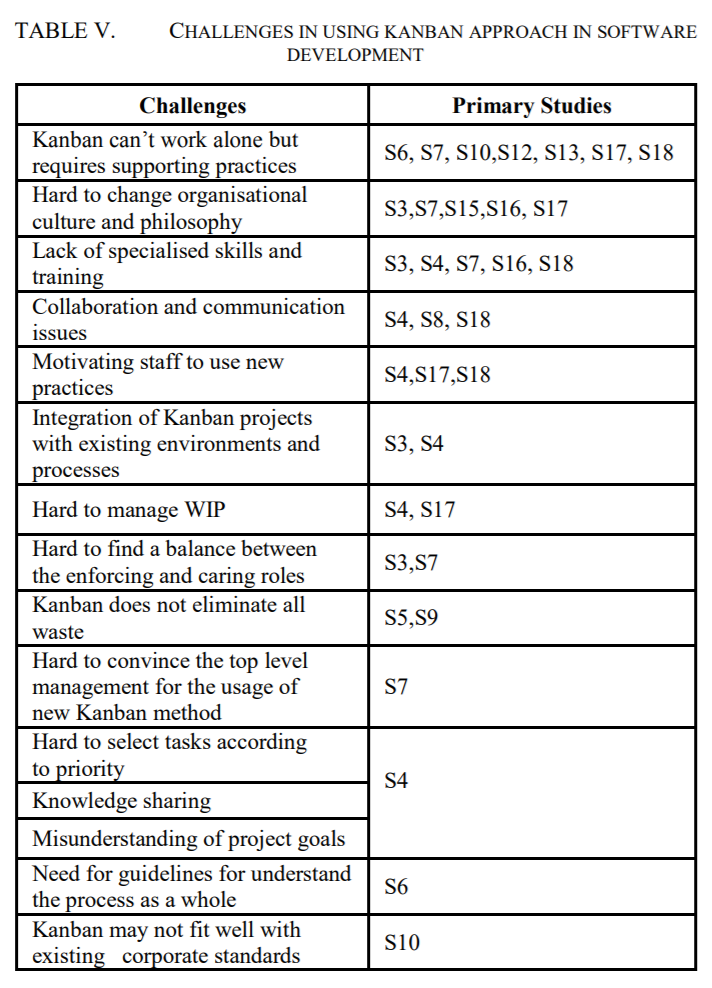 TABLE V. CHALLENGES IN USING KANBAN APPROACH IN SOFTWARE
DEVELOPMENT
Challenges
Primary Studies
Kanban can't work alone but
requires supporting practices
S6, S7, S10,S12, S13, S17, S18
Hard to change organisational
culture and philosophy
S3,S7,S15,S16, S17
Lack of specialised skills and
training
S3, S4, S7, S16, S18
Collaboration and communication
issues
S4, S8, S18
Motivating staff to use new
practices
S4,S17,S18
Integration of Kanban projects
with existing environments and
processes
S3, S4
Hard to manage WIP
S4, S17
Hard to find a balance between
the enforcing and caring roles
S3,S7
Kanban does not eliminate all
waste
S5,S9
Hard to convince the top level
management for the usage of
new Kanban method
S7
Hard to select tasks according
to priority
Knowledge sharing
Misunderstanding of project goals
S4
Need for guidelines for understand
the process as a whole
S6
Kanban may not fit well with
existing corporate standards
S10